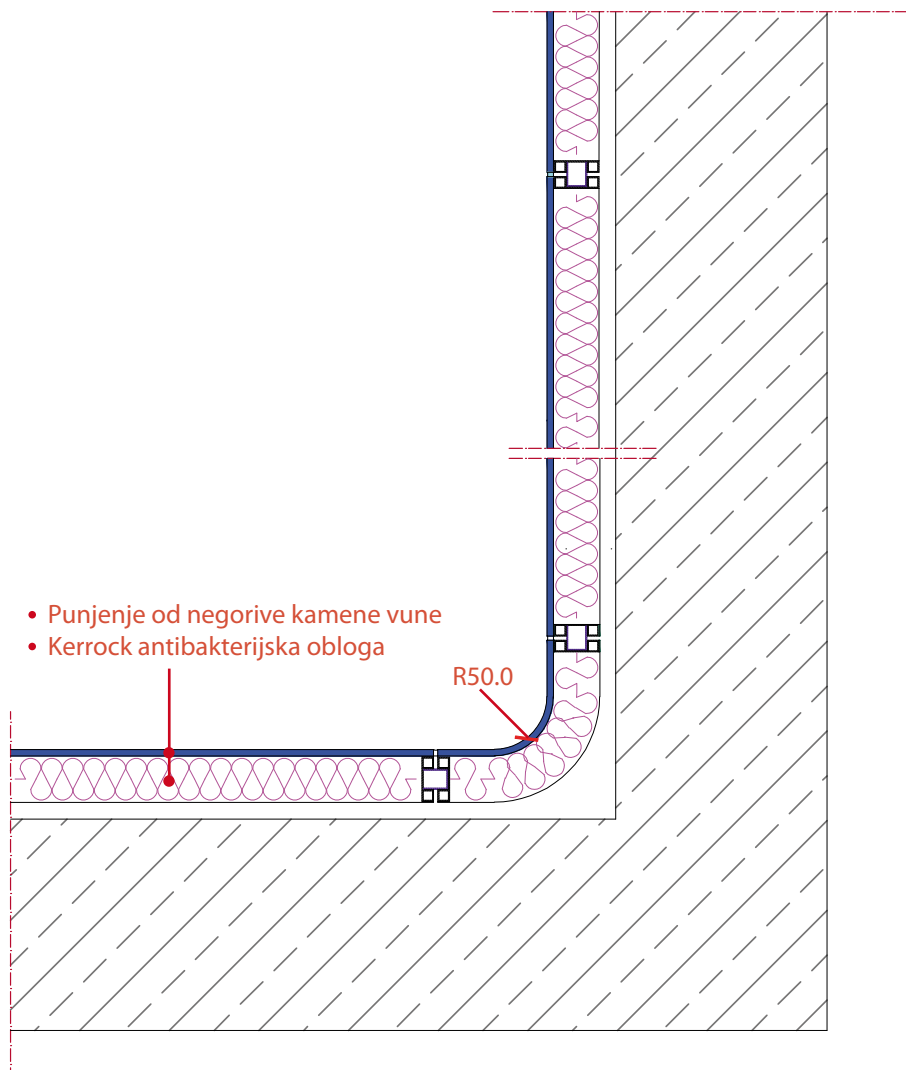 • Punjenje od negorive kamene vune
• Kerrock antibakterijska obloga
R50.0